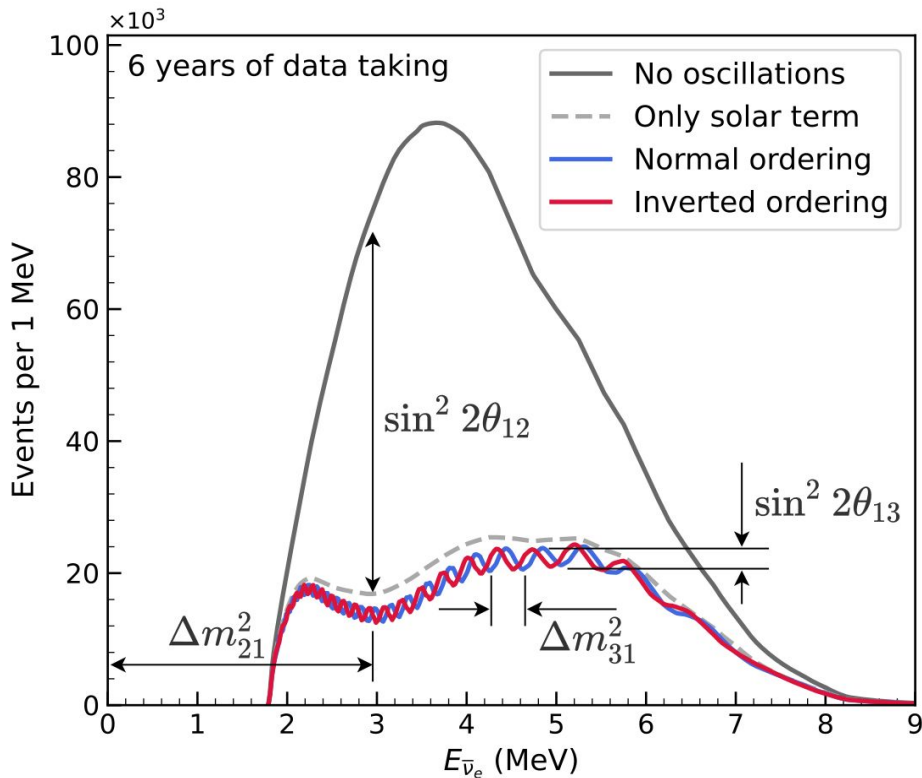 ×10³
100
80
60
40
20
0
Events per 1 MeV
6 years of data taking
No oscillations
Only solar term
Normal ordering
Inverted ordering
sin² 2θ₁₂
sin² 2θ₁₃
Δm²₂₁
Δm²₃₁
0 1 2 3 4 5 6 7 8 9
E_ν̄ₑ (MeV)